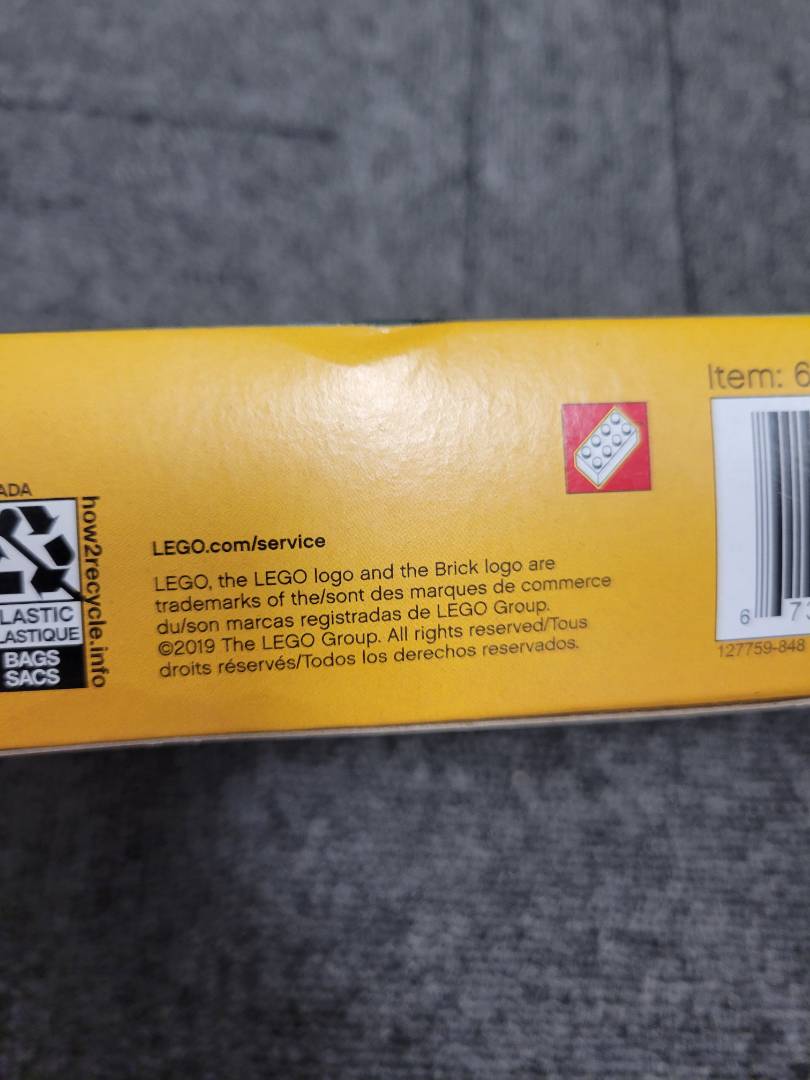 Item: 6
ADA
how2recycle.info
LASTIC
LASTIQUE
BAGS
SACS
LEGO.com/service
LEGO, the LEGO logo and the Brick logo are
trademarks of the/sont des marques de commerce
du/son marcas registradas de LEGO Group.
©2019 The LEGO Group. All rights reserved/Tous
droits réservés/Todos los derechos reservados.
6 73
127759-848